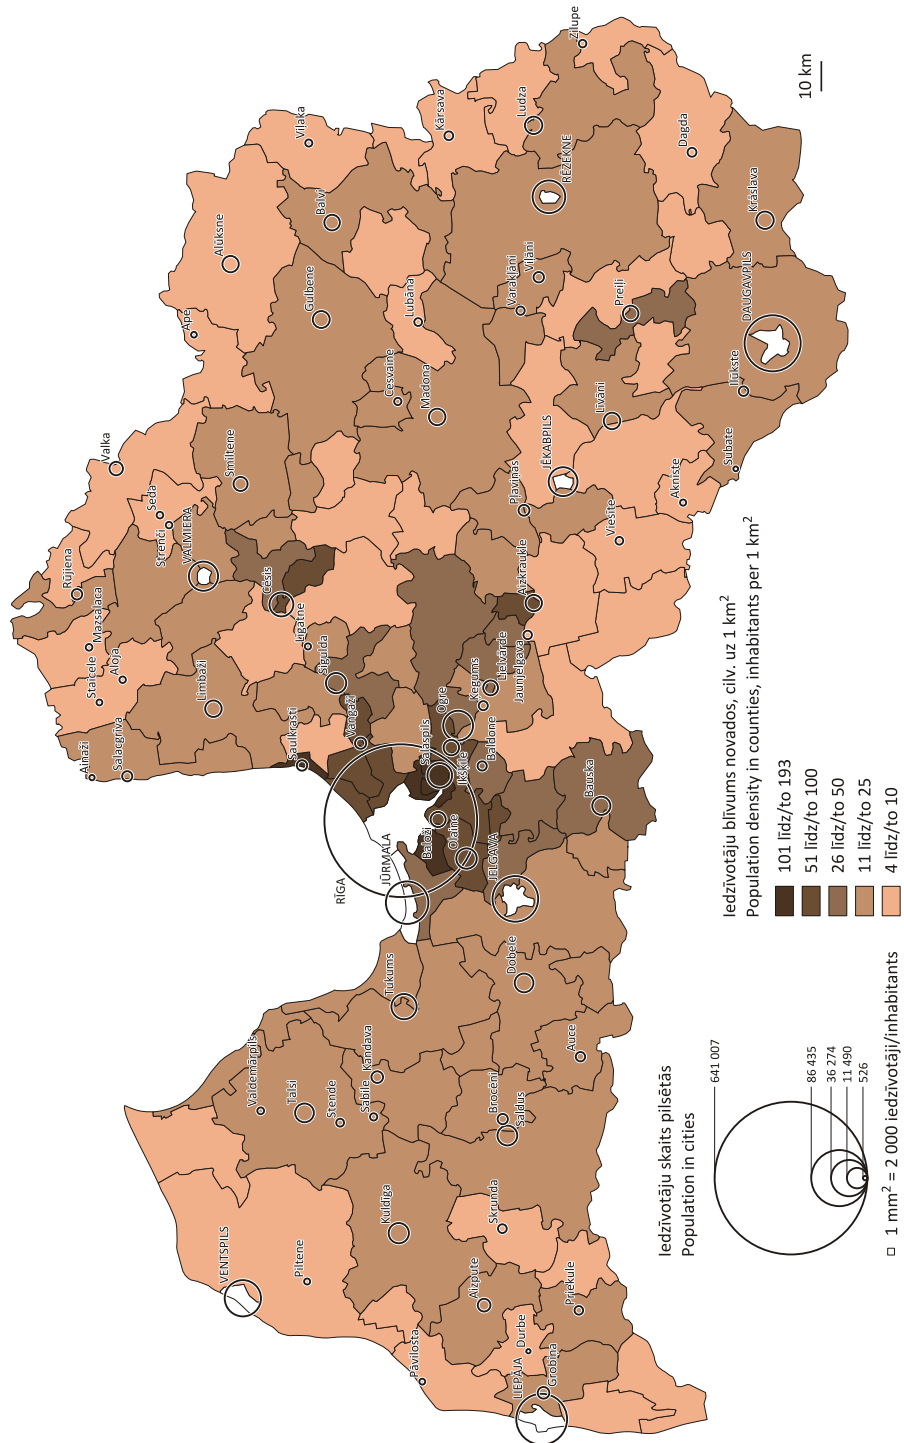 Ainaži
Salacgrīva
Staicele
Mazsalaca
Aloja
Rūjiena
Seda
Strenči
Valka
VALMIERA
Limbaži
Smiltene
Ape
Alūksne
Viļaka
Balvi
Gulbene
Cēsis
Līgatne
Sigulda
Saulkrasti
Vangaži
Cesvaine
Madona
Lubāna
Kārsava
Ludza
Zilupe
RĒZEKNE
Varakļāni
Viļāni
Dagda
Krāslava
Preiļi
DAUGAVPILS
Līvāni
Ilūkste
Subate
Akniste
Viesīte
JĒKABPILS
Pļaviņas
Aizkraukle
Jaunjelgava
Lielvārde
Ķegums
Ogre
Ikšķile
Salaspils
Baldone
Baloži
Olaine
RĪGA
JŪRMALA
JELGAVA
Bauska
Tukums
Dobele
Auce
Valdemārpils
Talsi
Stende
Sabile
Kandava
Brocēni
Saldus
Kuldīga
Skrunda
VENTSPILS
Piltene
Aizpute
Priekule
Pāvilosta
Durbe
LIEPĀJA
Grobiņa
10 km
Iedzīvotāju skaits pilsētās
Population in cities
641 007
86 435
36 274
11 490
526
1 mm² = 2 000 iedzīvotāji/inhabitants
Iedzīvotāju blīvums novados, cilv. uz 1 km²
Population density in counties, inhabitants per 1 km²
101 līdz/to 193
51 līdz/to 100
26 līdz/to 50
11 līdz/to 25
4 līdz/to 10